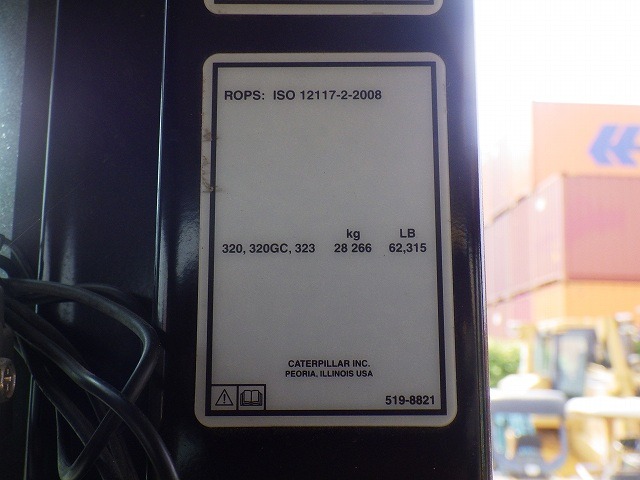 ROPS: ISO 12117-2-2008
kg LB
320, 320GC, 323 28 266 62,315
CATERPILLAR INC.
PEORIA, ILLINOIS USA
519-8821